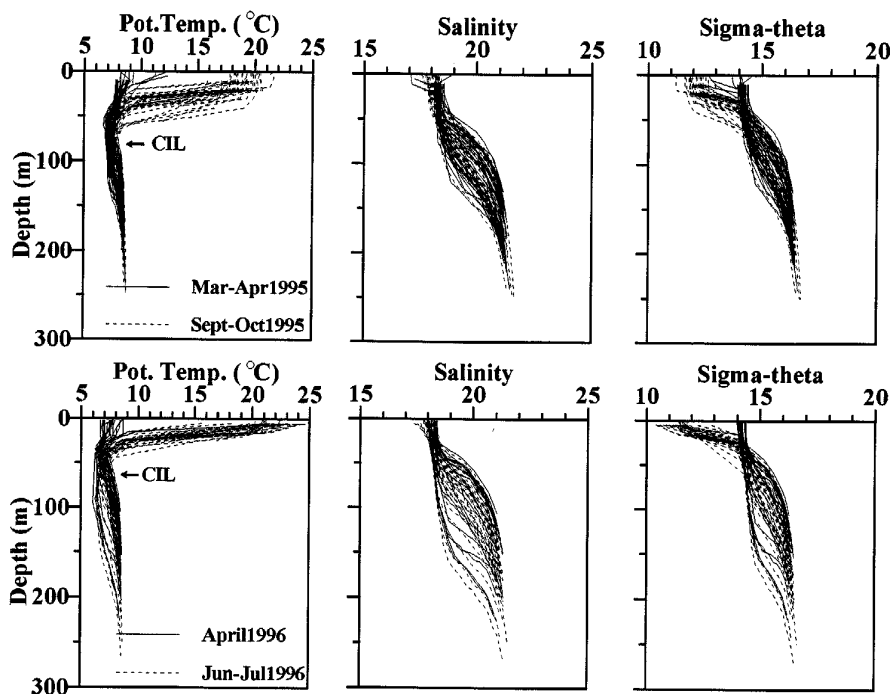 Pot.Temp. (°C) Salinity Sigma-theta
5 10 15 20 25 15 20 25 10 15 20
0
100
200
300
Depth (m)
CIL
Mar-Apr1995
Sept-Oct1995
Pot. Temp. (°C) Salinity Sigma-theta
5 10 15 20 25 15 20 25 10 15 20
0
100
200
300
Depth (m)
CIL
April1996
Jun-Jul1996